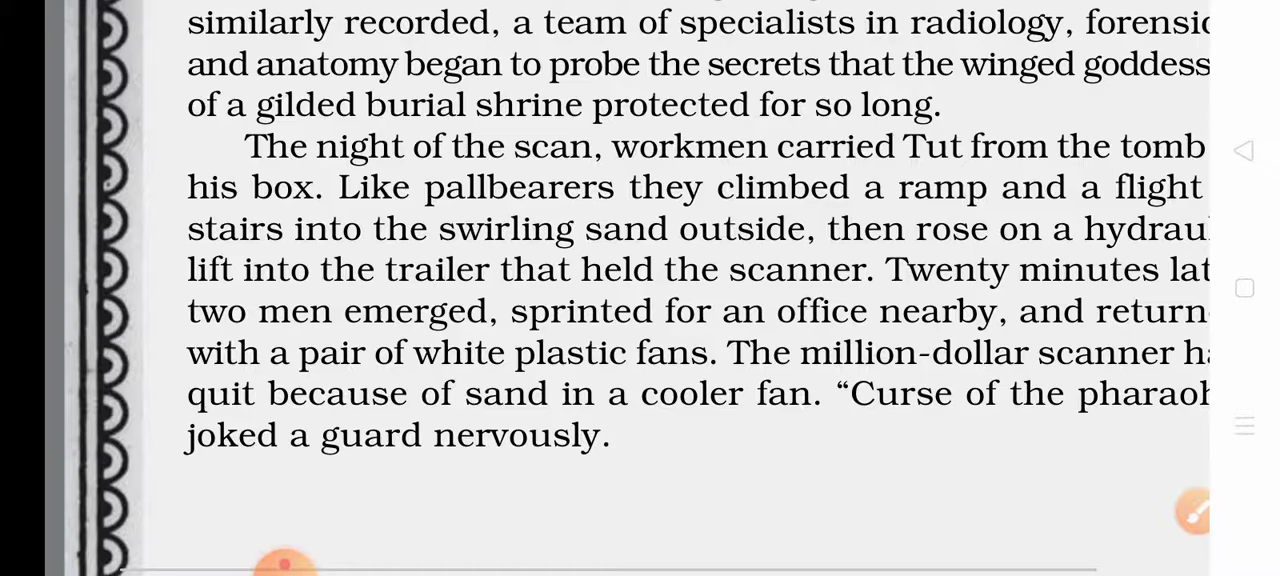 similarly recorded, a team of specialists in radiology, forensic
and anatomy began to probe the secrets that the winged goddess
of a gilded burial shrine protected for so long.
The night of the scan, workmen carried Tut from the tomb
his box. Like pallbearers they climbed a ramp and a flight
stairs into the swirling sand outside, then rose on a
lift into the trailer that held the scanner. Twenty minutes
two men emerged, sprinted for an office nearby, and
with a pair of white plastic fans. The million-dollar scanner
quit because of sand in a cooler fan. “Curse of the
joked a guard nervously.